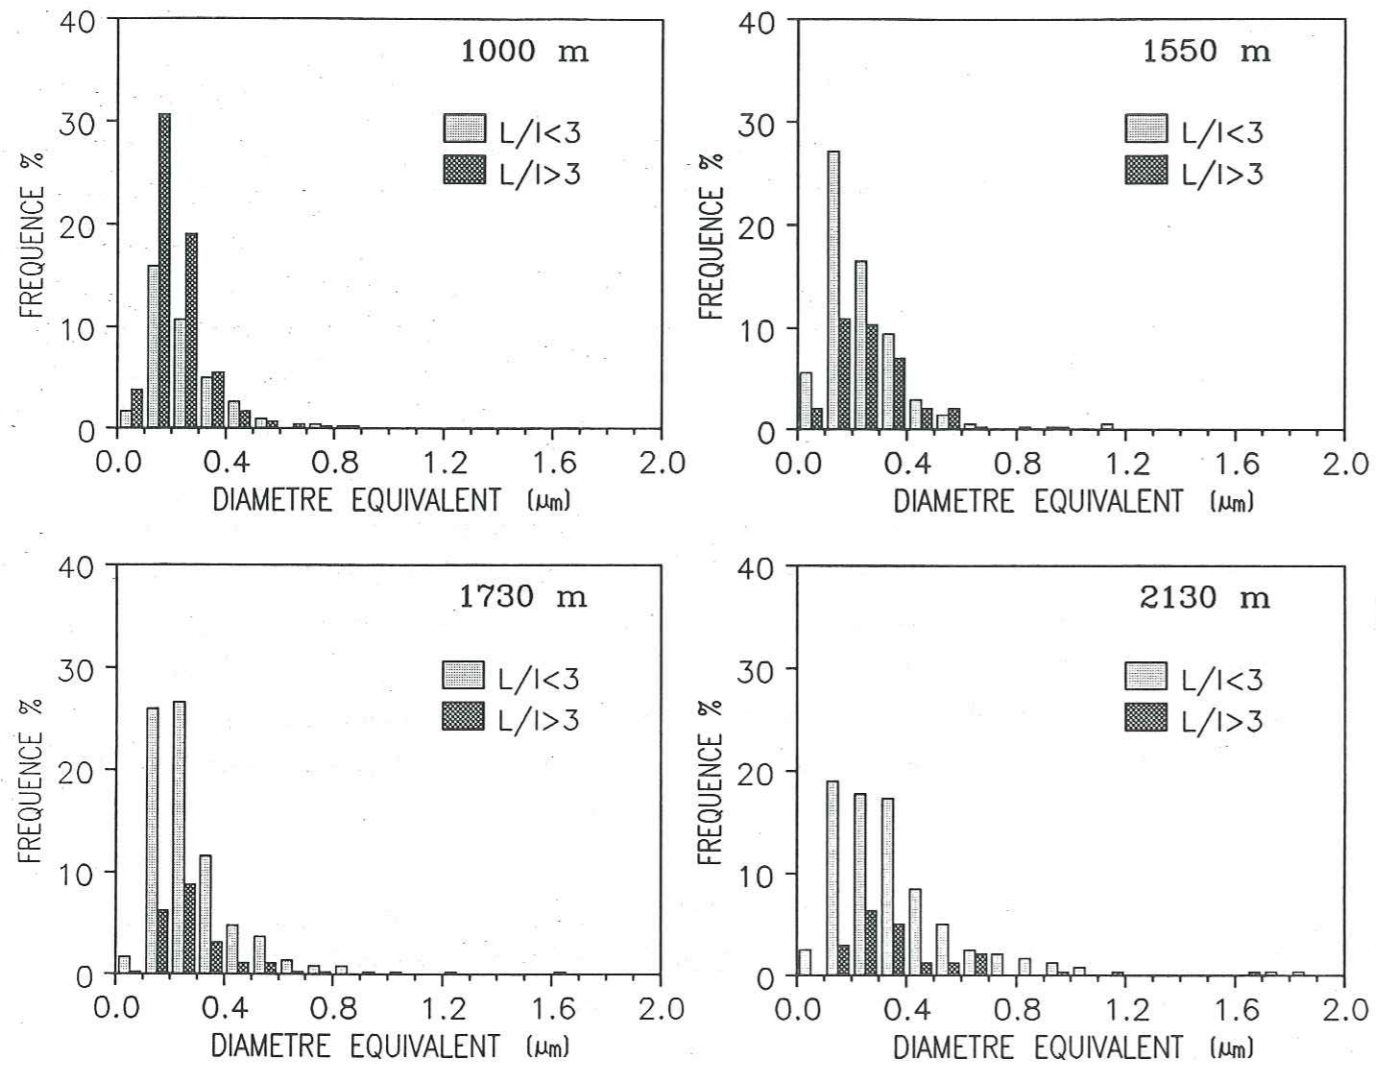 40
1000 m
30
L/l<3
L/l>3
20
10
0
FREQUENCE %
0.0 0.4 0.8 1.2 1.6 2.0
DIAMETRE EQUIVALENT (μm)
40
1550 m
30
L/l<3
L/l>3
20
10
0
FREQUENCE %
0.0 0.4 0.8 1.2 1.6 2.0
DIAMETRE EQUIVALENT (μm)
40
1730 m
30
L/l<3
L/l>3
20
10
0
FREQUENCE %
0.0 0.4 0.8 1.2 1.6 2.0
DIAMETRE EQUIVALENT (μm)
40
2130 m
30
L/l<3
L/l>3
20
10
0
FREQUENCE %
0.0 0.4 0.8 1.2 1.6 2.0
DIAMETRE EQUIVALENT (μm)